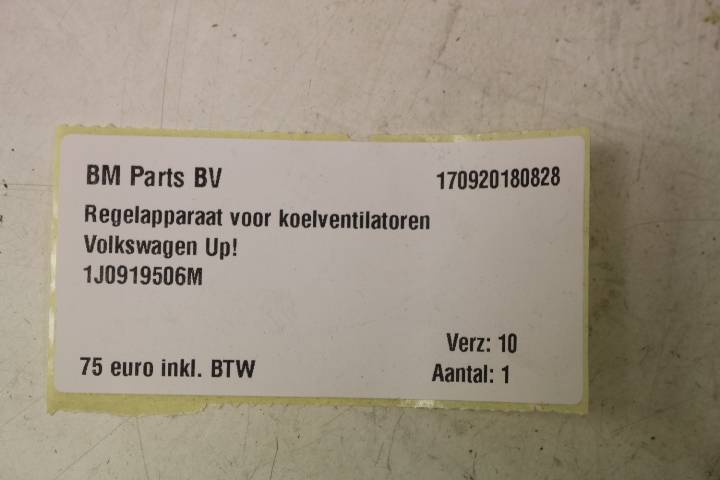 BM Parts BV 170920180828
Regelapparaat voor koelventilatoren
Volkswagen Up!
1J0919506M
Verz: 10
75 euro inkl. BTW Aantal: 1